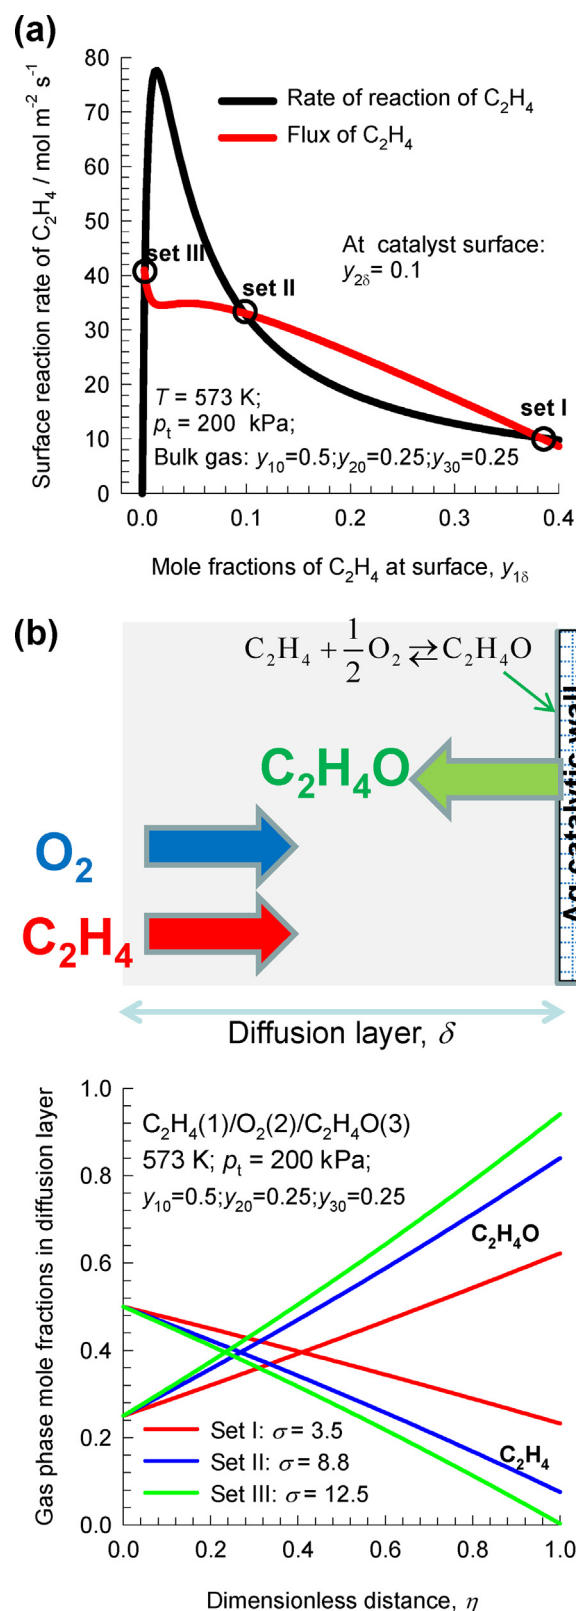 (a)
80
70
60
50
40
30
20
10
0
Surface reaction rate of C₂H₄ / mol m⁻² s⁻¹
Rate of reaction of C₂H₄
Flux of C₂H₄
set III
set II
set I
At catalyst surface:
y₂δ= 0.1
T = 573 K;
pₜ = 200 kPa;
Bulk gas: y₁₀=0.5;y₂₀=0.25;y₃₀=0.25
0.0 0.1 0.2 0.3 0.4
Mole fractions of C₂H₄ at surface, y₁δ
(b)
C₂H₄ + 1/2 O₂ ⇄ C₂H₄O
C₂H₄O
O₂
C₂H₄
Ag catalytic wall
Diffusion layer, δ
1.0
0.8
0.6
0.4
0.2
0.0
Gas phase mole fractions in diffusion layer
C₂H₄(1)/O₂(2)/C₂H₄O(3)
573 K; pₜ = 200 kPa;
y₁₀=0.5;y₂₀=0.25;y₃₀=0.25
C₂H₄O
C₂H₄
Set I: σ = 3.5
Set II: σ = 8.8
Set III: σ = 12.5
0.0 0.2 0.4 0.6 0.8 1.0
Dimensionless distance, η